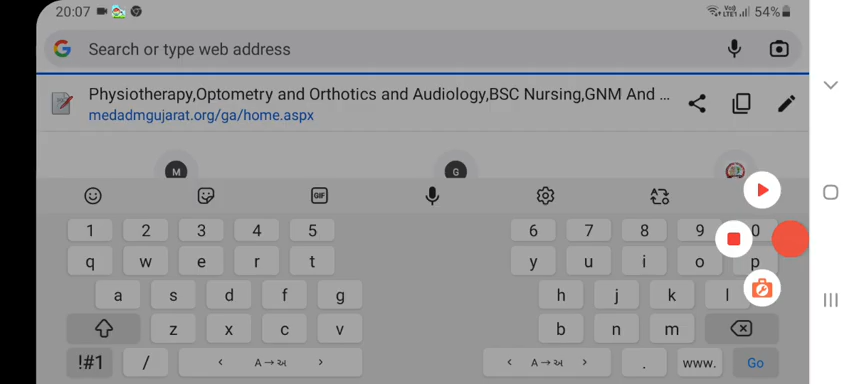 20:07 LTE1 54%
Search or type web address
Physiotherapy,Optometry and Orthotics and Audiology,BSC Nursing,GNM And ...
medadmgujarat.org/ga/home.aspx
M G
GIF
1 2 3 4 5 6 7 8 9 0
q w e r t y u i o p
a s d f g h j k l
z x c v b n m
!#1 / < A→અ > < A→અ > . www. Go